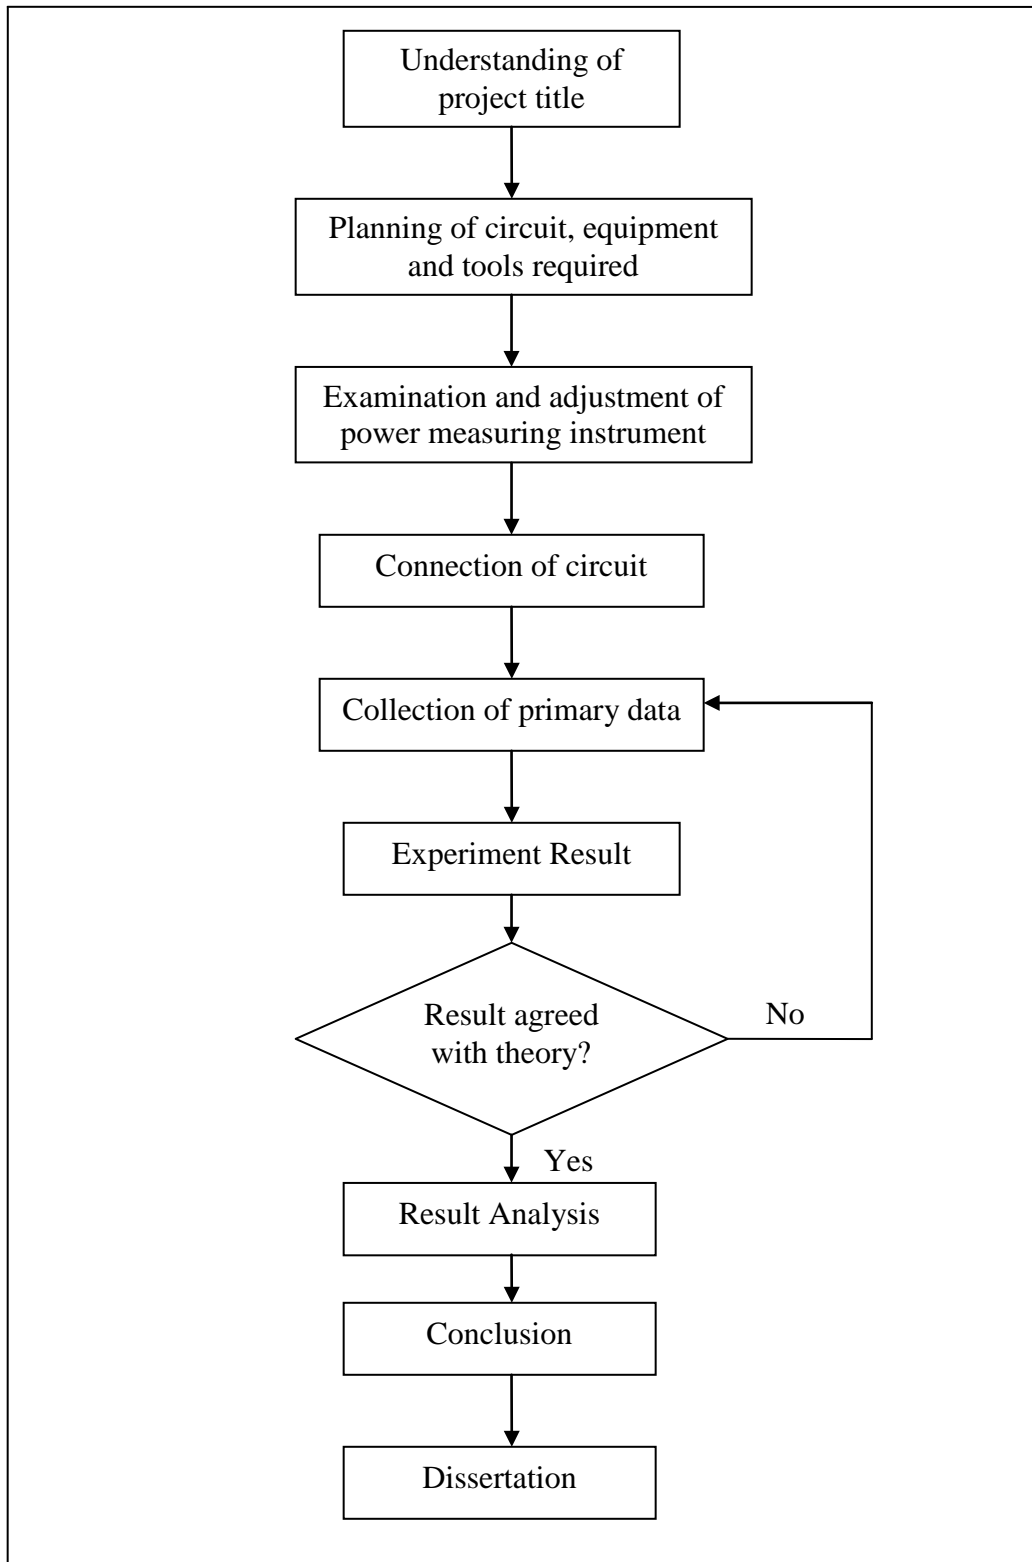 Understanding of
project title
Planning of circuit, equipment
and tools required
Examination and adjustment of
power measuring instrument
Connection of circuit
Collection of primary data
Experiment Result
Result agreed
with theory?
No
Yes
Result Analysis
Conclusion
Dissertation